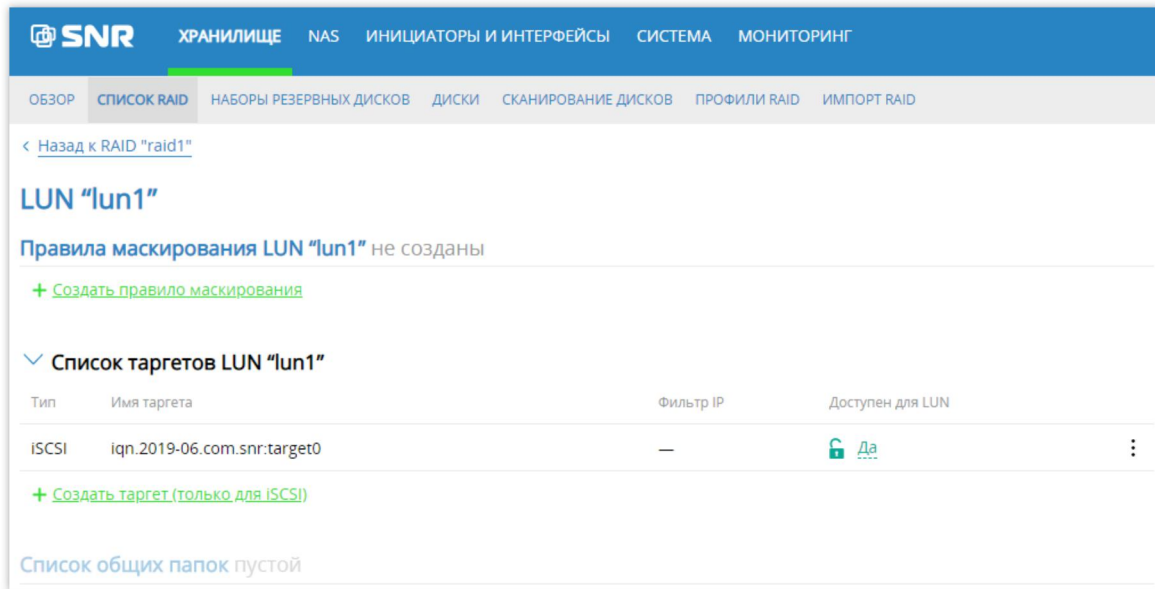 SNR ХРАНИЛИЩЕ NAS ИНИЦИАТОРЫ И ИНТЕРФЕЙСЫ СИСТЕМА МОНИТОРИНГ
ОБЗОР СПИСОК RAID НАБОРЫ РЕЗЕРВНЫХ ДИСКОВ ДИСКИ СКАНИРОВАНИЕ ДИСКОВ ПРОФИЛИ RAID ИМПОРТ RAID
< Назад к RAID "raid1"
LUN “lun1”
Правила маскирования LUN “lun1” не созданы
+ Создать правило маскирования
Список таргетов LUN “lun1”
Тип Имя таргета Фильтр IP Доступен для LUN
iSCSI iqn.2019-06.com.snr:target0 — Да
+ Создать таргет (только для iSCSI)
Список общих папок пустой